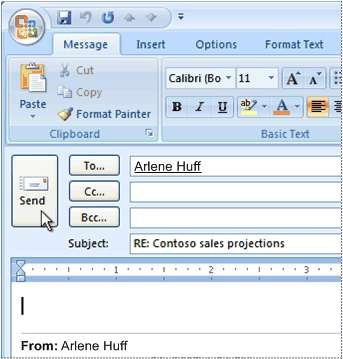 Message Insert Options Format Text
Cut
Calibri (Bo 11 A A
Copy
Paste
Format Painter
B I U ab A
Clipboard Basic Text
To... Arlene Huff
Cc...
Send
Bcc...
Subject: RE: Contoso sales projections
1 2 3
From: Arlene Huff